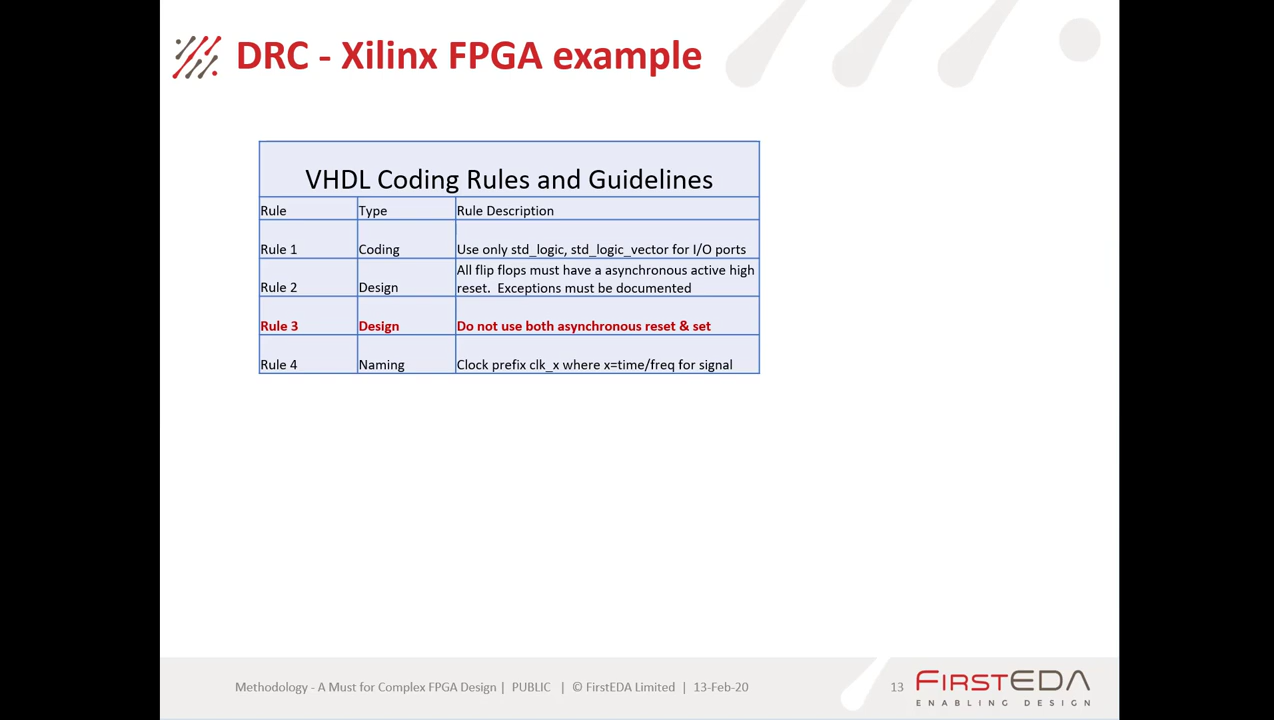 DRC - Xilinx FPGA example
VHDL Coding Rules and Guidelines
Rule Type Rule Description
Rule 1 Coding Use only std_logic, std_logic_vector for I/O ports
All flip flops must have a asynchronous active high
Rule 2 Design reset.  Exceptions must be documented
Rule 3 Design Do not use both asynchronous reset & set
Rule 4 Naming Clock prefix clk_x where x=time/freq for signal
Methodology - A Must for Complex FPGA Design | PUBLIC | © FirstEDA Limited | 13-Feb-20
13
FIRSTEDA
ENABLING DESIGN